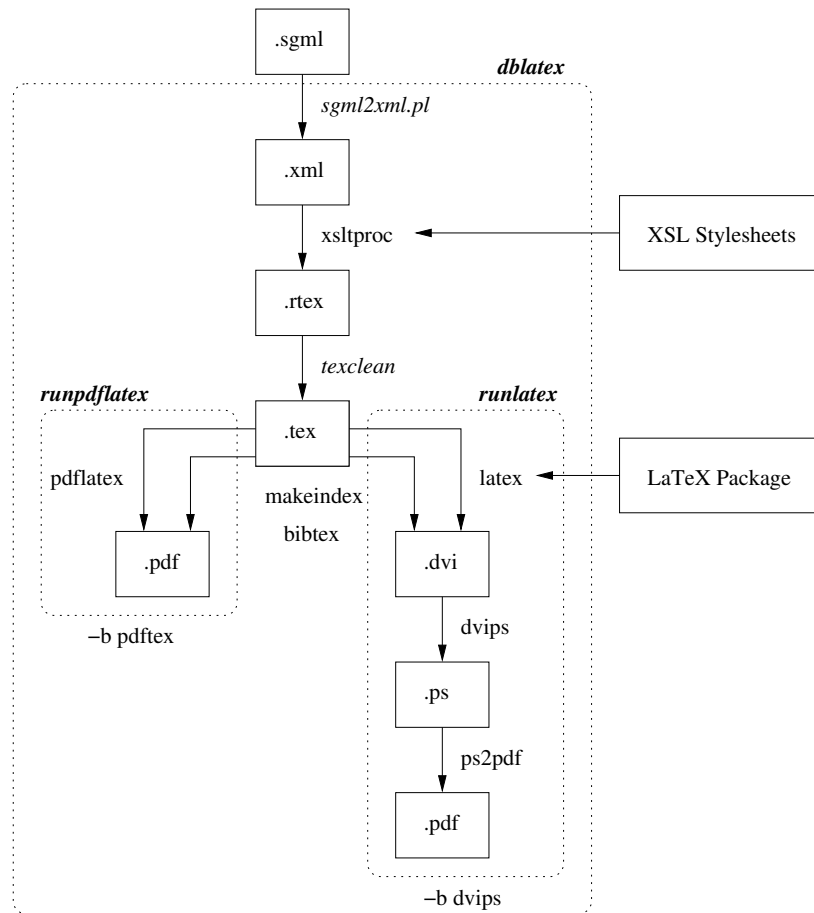 .sgml
dblatex
sgml2xml.pl
.xml
xsltproc
XSL Stylesheets
.rtex
texclean
runpdflatex
runlatex
.tex
pdflatex
latex
LaTeX Package
makeindex
bibtex
.pdf
.dvi
−b pdftex
dvips
.ps
ps2pdf
.pdf
−b dvips